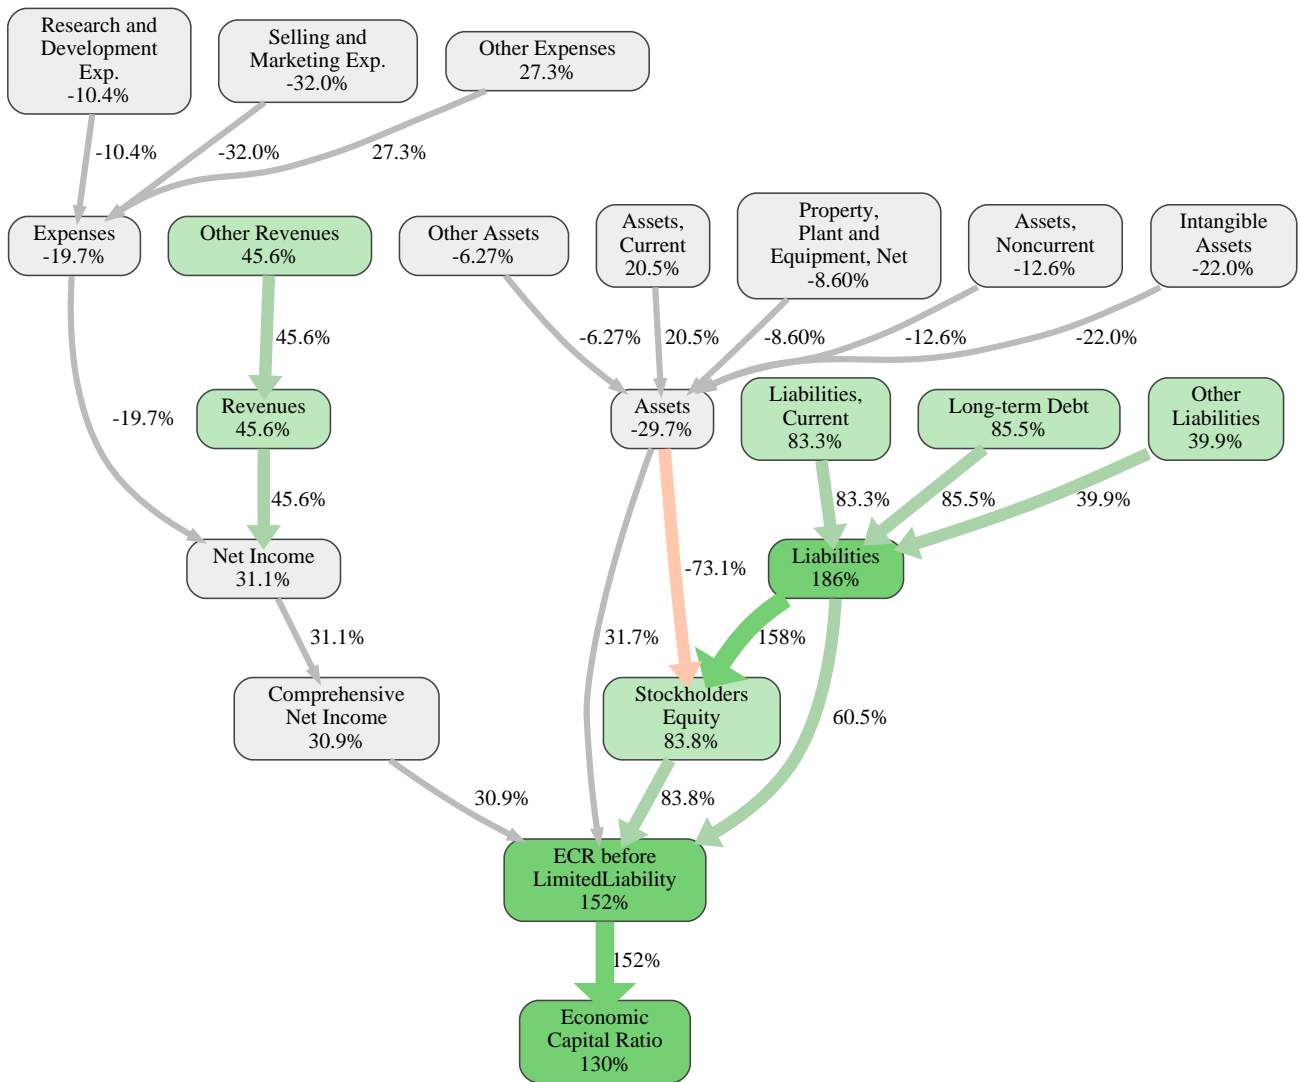 Research and
Development
Exp.
-10.4%
Selling and
Marketing Exp.
-32.0%
Other Expenses
27.3%
-10.4%
-32.0%
27.3%
Expenses
-19.7%
Other Revenues
45.6%
Other Assets
-6.27%
Assets,
Current
20.5%
Property,
Plant and
Equipment, Net
-8.60%
Assets,
Noncurrent
-12.6%
Intangible
Assets
-22.0%
45.6%
-6.27%
20.5%
-8.60%
-12.6%
-22.0%
-19.7%
Revenues
45.6%
Assets
-29.7%
Liabilities,
Current
83.3%
Long-term Debt
85.5%
Other
Liabilities
39.9%
45.6%
83.3%
85.5%
39.9%
Net Income
31.1%
-73.1%
Liabilities
186%
31.1%
31.7%
158%
Comprehensive
Net Income
30.9%
Stockholders
Equity
83.8%
60.5%
30.9%
83.8%
ECR before
LimitedLiability
152%
152%
Economic
Capital Ratio
130%